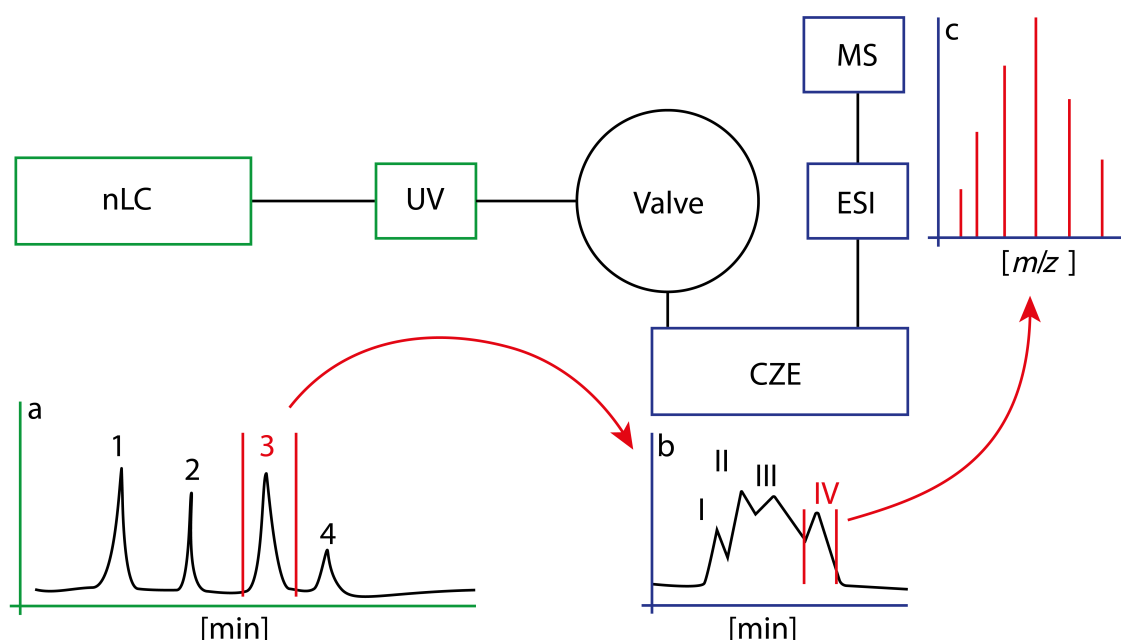 MS
c
nLC
UV
Valve
ESI
[m/z ]
CZE
a
1
2
3
4
[min]
b
I
II
III
IV
[min]